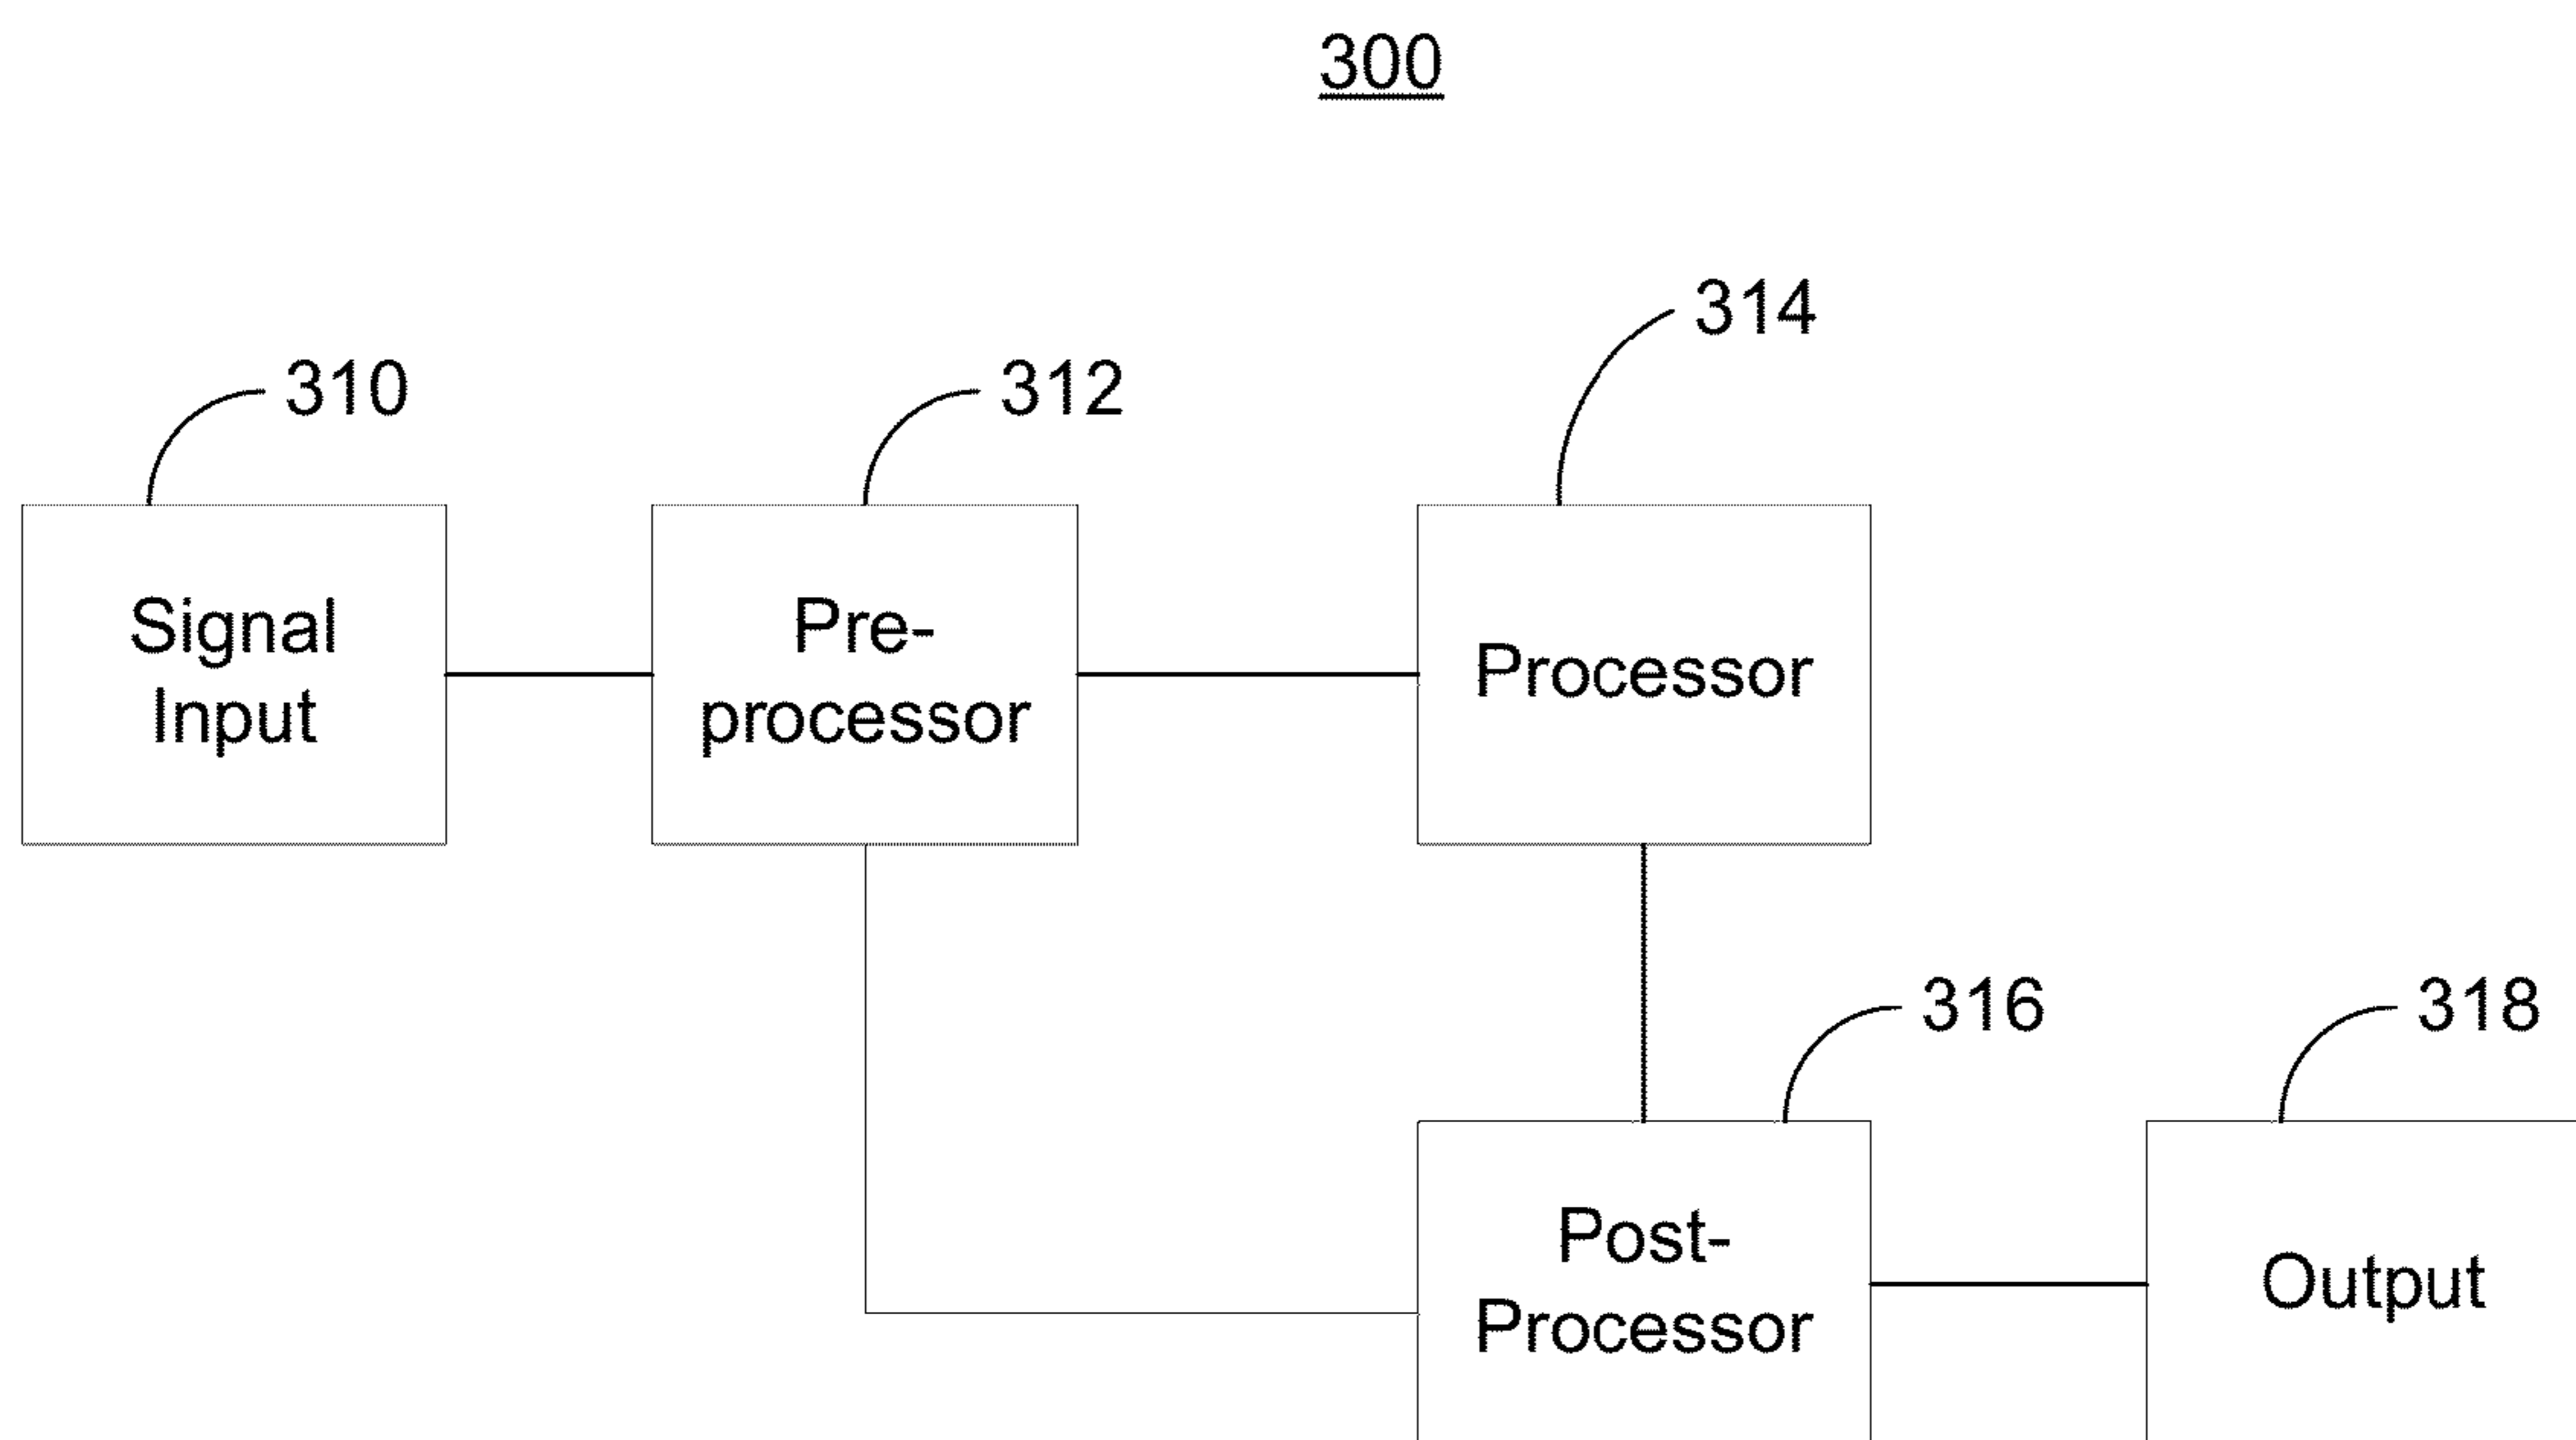 300
310
312
314
Signal
Input
Pre-
processor
Processor
316
318
Post-
Processor
Output